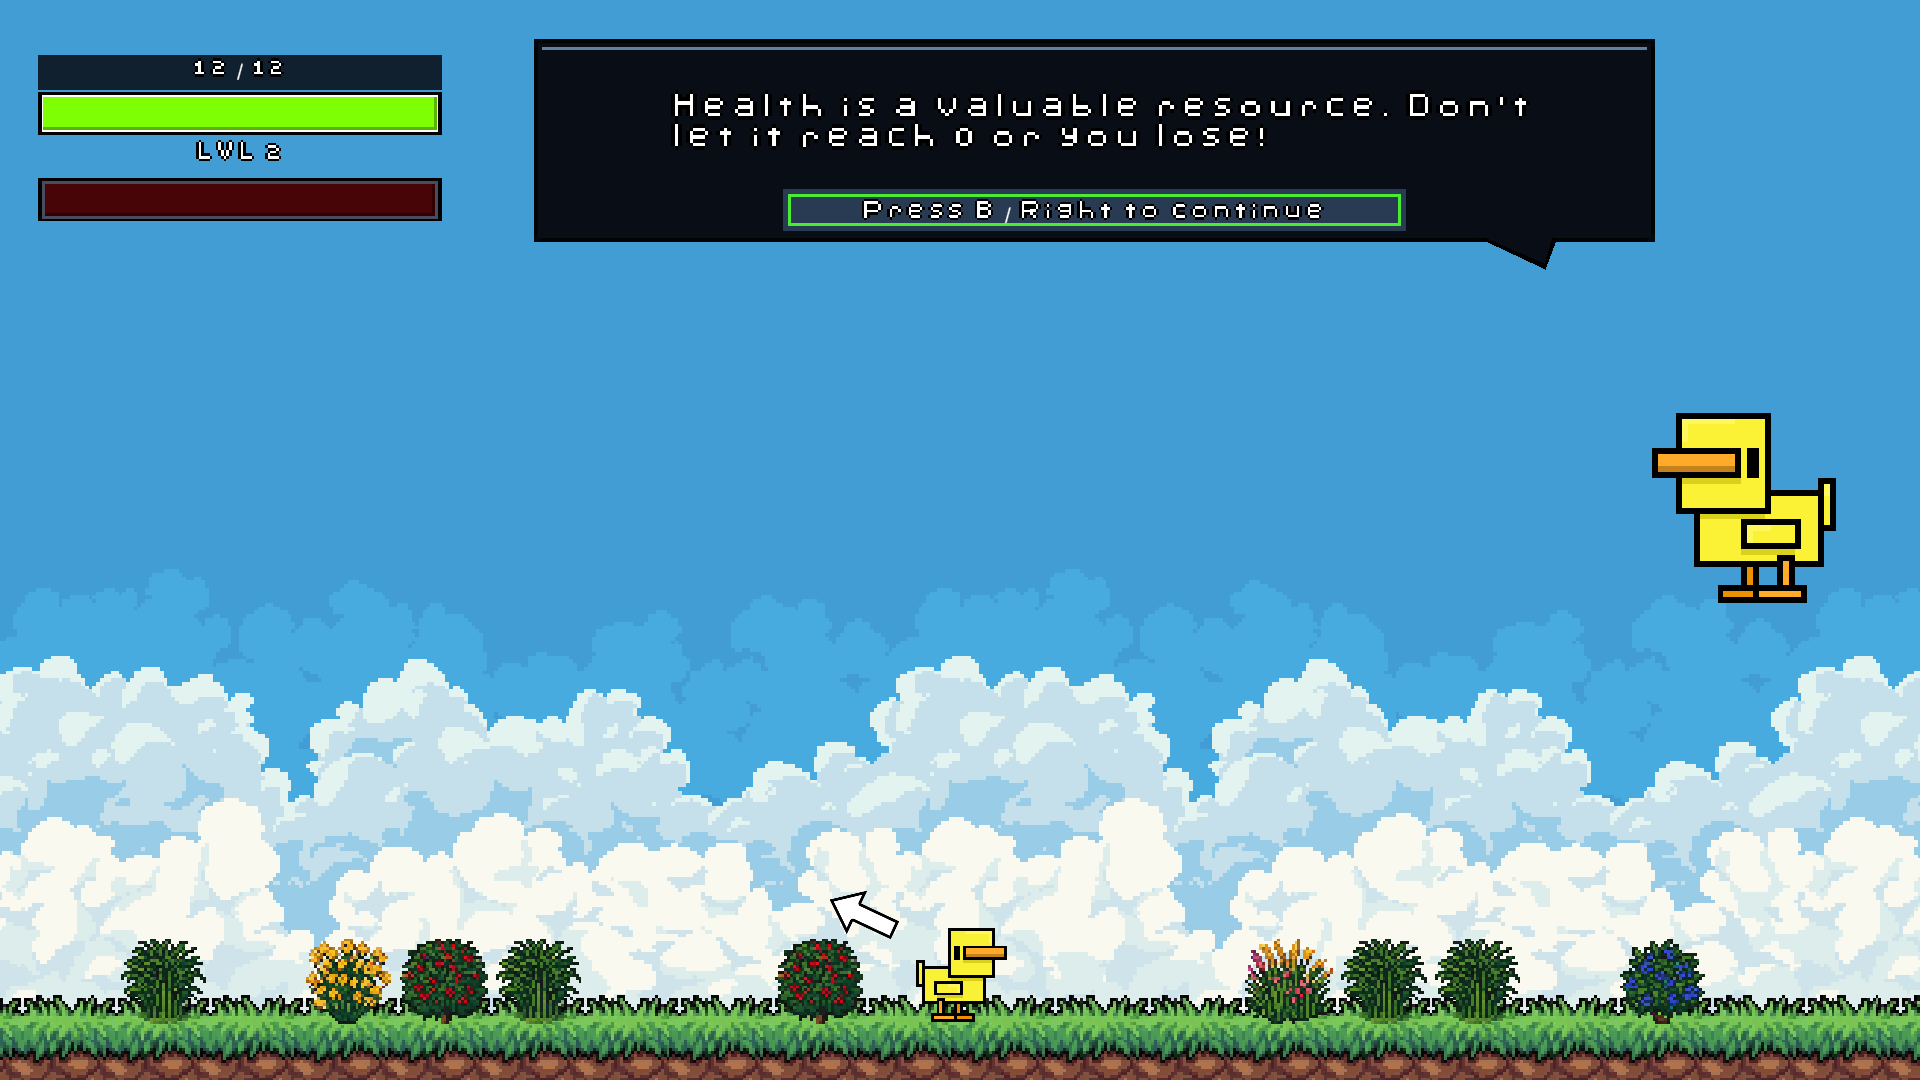 12/12
LVL 2
Health is a valuable resource. Don't
let it reach 0 or you lose!
Press B/Right to continue